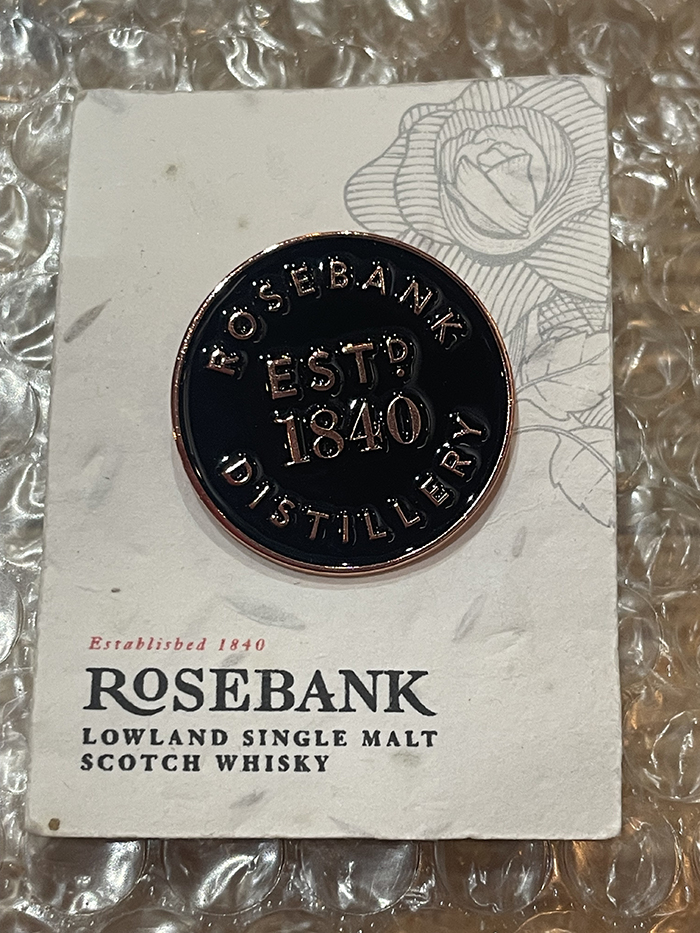 ROSEBANK
ESTD.
1840
DISTILLERY
Established 1840
ROSEBANK
LOWLAND SINGLE MALT
SCOTCH WHISKY